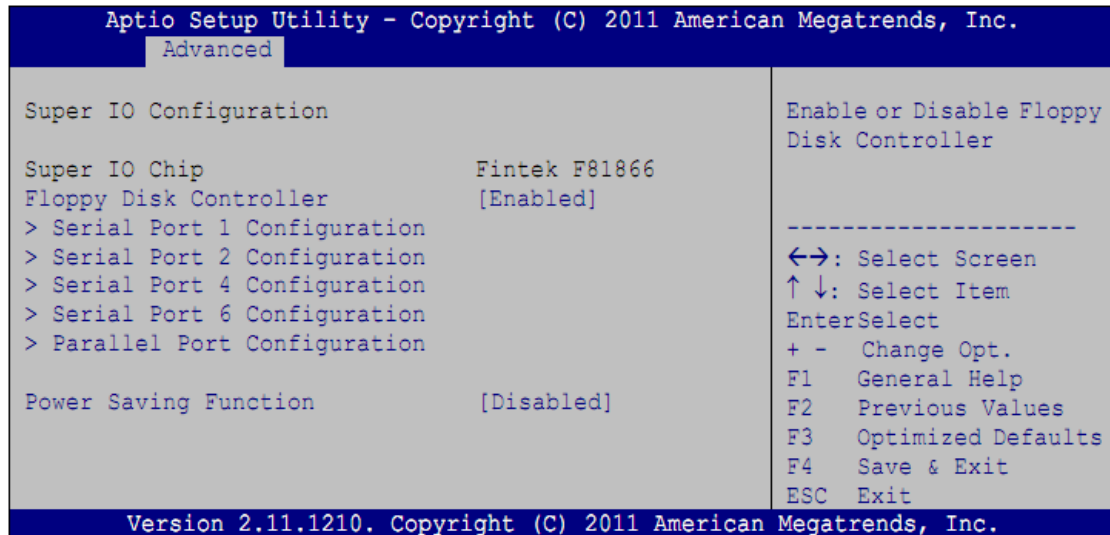 Aptio Setup Utility - Copyright (C) 2011 American Megatrends, Inc.
Advanced
Super IO Configuration
Super IO Chip Fintek F81866
Floppy Disk Controller [Enabled]
> Serial Port 1 Configuration
> Serial Port 2 Configuration
> Serial Port 4 Configuration
> Serial Port 6 Configuration
> Parallel Port Configuration
Power Saving Function [Disabled]
Enable or Disable Floppy
Disk Controller
---------------------
←→: Select Screen
↑ ↓: Select Item
EnterSelect
+ - Change Opt.
F1 General Help
F2 Previous Values
F3 Optimized Defaults
F4 Save & Exit
ESC Exit
Version 2.11.1210. Copyright (C) 2011 American Megatrends, Inc.